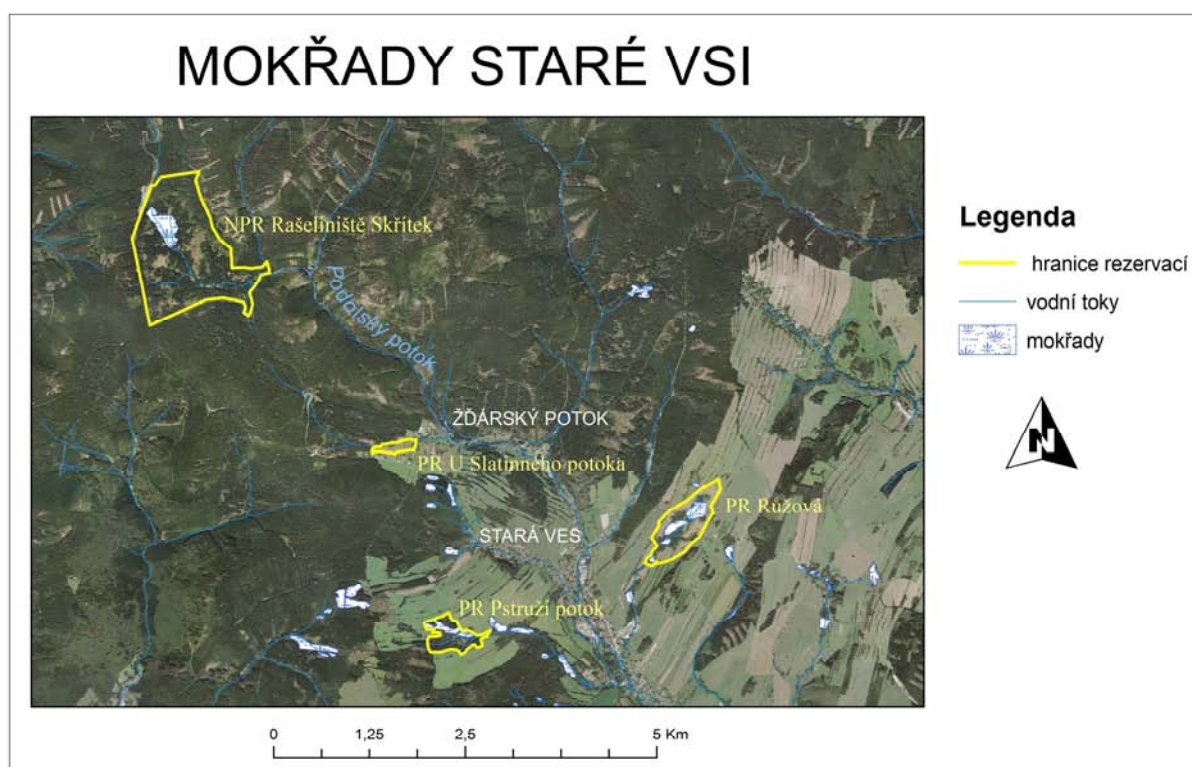 MOKŘADY STARÉ VSI
NPR Rašeliniště Skřítek
Podolský potok
ŽĎÁRSKÝ POTOK
PR U Slatinného potoka
PR Růžová
STARÁ VES
PR Pstruží potok
Legenda
hranice rezervací
vodní toky
mokřady
N
0 1,25 2,5 5 Km